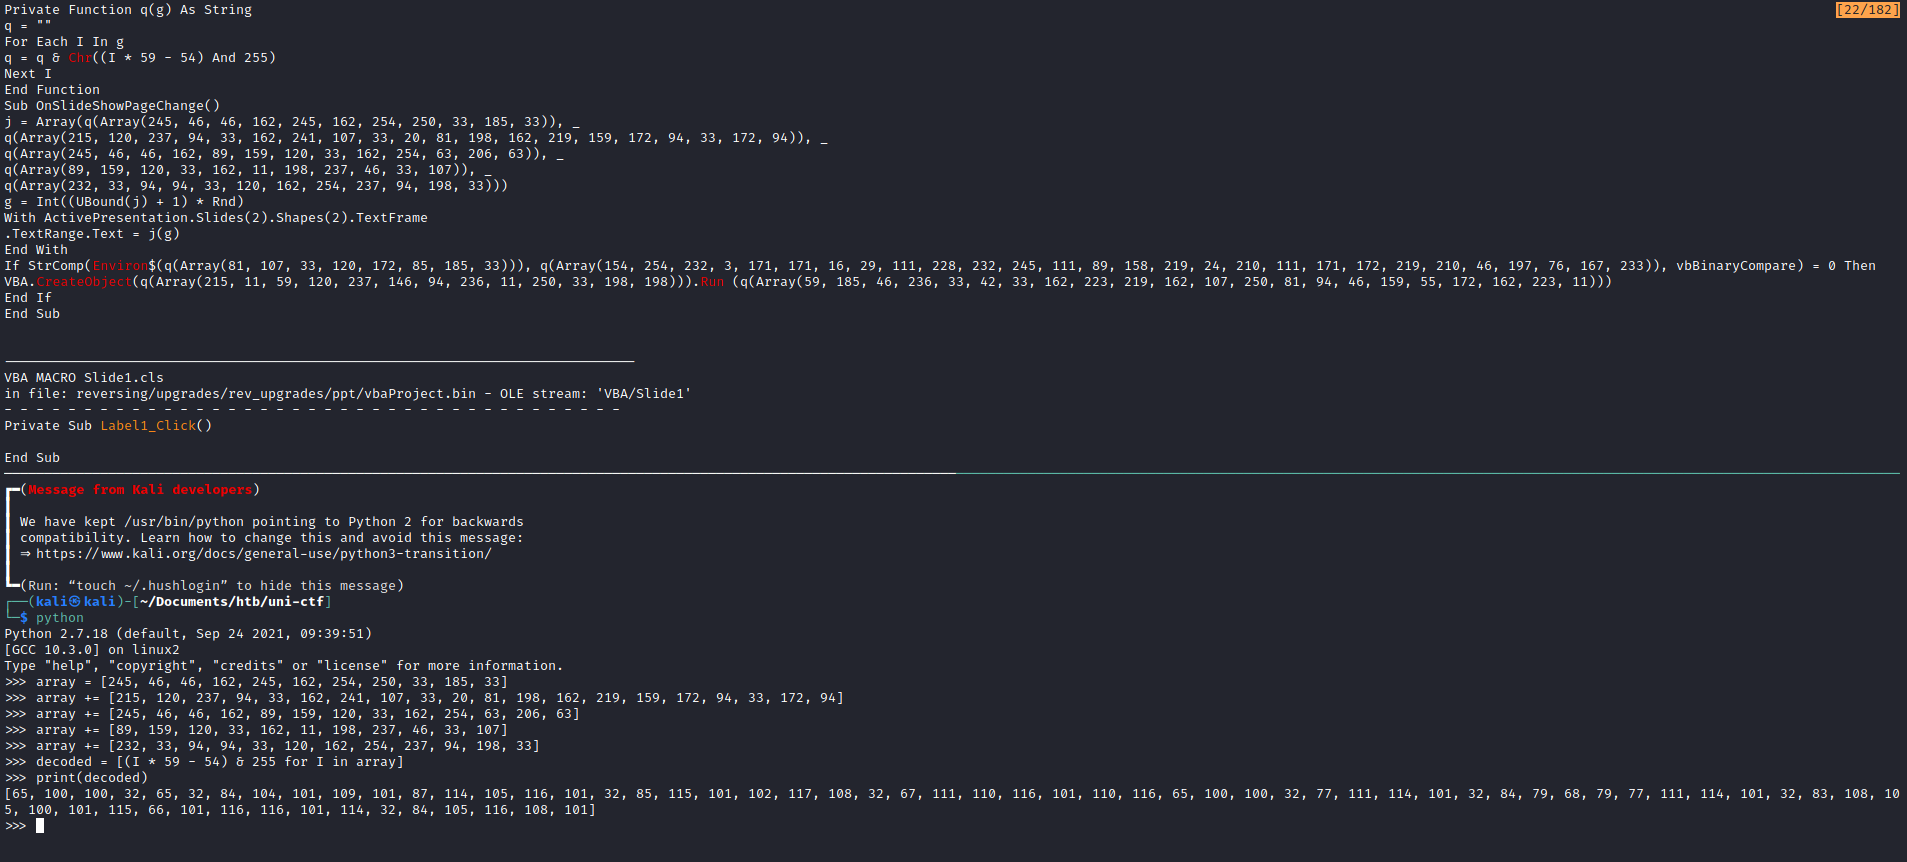 Private Function q(g) As String
[22/182]
q = ""
For Each I In g
q = q & Chr((I * 59 - 54) And 255)
Next I
End Function
Sub OnSlideShowPageChange()
j = Array(q(Array(245, 46, 46, 162, 245, 162, 254, 250, 33, 185, 33)), _
q(Array(215, 120, 237, 94, 33, 162, 241, 107, 33, 20, 81, 198, 162, 219, 159, 172, 94, 33, 172, 94)), _
q(Array(245, 46, 46, 162, 89, 159, 120, 33, 162, 254, 63, 206, 63)), _
q(Array(89, 159, 120, 33, 162, 11, 198, 237, 46, 33, 107)), _
q(Array(232, 33, 94, 94, 33, 120, 162, 254, 237, 94, 198, 33)))
g = Int((UBound(j) + 1) * Rnd)
With ActivePresentation.Slides(2).Shapes(2).TextFrame
.TextRange.Text = j(g)
End With
If StrComp(Environ$(q(Array(81, 107, 33, 120, 172, 85, 185, 33))), q(Array(154, 254, 232, 3, 171, 171, 16, 29, 111, 228, 232, 245, 111, 89, 158, 219, 24, 210, 111, 171, 172, 219, 210, 46, 197, 76, 167, 233)), vbBinaryCompare) = 0 Then
VBA.CreateObject(q(Array(215, 11, 59, 120, 237, 146, 94, 236, 11, 250, 33, 198, 198))).Run (q(Array(59, 185, 46, 236, 33, 42, 33, 162, 223, 219, 162, 107, 250, 81, 94, 46, 159, 55, 172, 162, 223, 11)))
End If
End Sub
VBA MACRO Slide1.cls
in file: reversing/upgrades/rev_upgrades/ppt/vbaProject.bin - OLE stream: 'VBA/Slide1'
- - - - - - - - - - - - - - - - - - - - - - - - - - - - - - - - - - - - - - -
Private Sub Label1_Click()
End Sub
(Message from Kali developers)
We have kept /usr/bin/python pointing to Python 2 for backwards
compatibility. Learn how to change this and avoid this message:
⇒ https://www.kali.org/docs/general-use/python3-transition/
(Run: “touch ~/.hushlogin” to hide this message)
┌──(kali㉿kali)-[~/Documents/htb/uni-ctf]
└─$ python
Python 2.7.18 (default, Sep 24 2021, 09:39:51)
[GCC 10.3.0] on linux2
Type "help", "copyright", "credits" or "license" for more information.
>>> array = [245, 46, 46, 162, 245, 162, 254, 250, 33, 185, 33]
>>> array += [215, 120, 237, 94, 33, 162, 241, 107, 33, 20, 81, 198, 162, 219, 159, 172, 94, 33, 172, 94]
>>> array += [245, 46, 46, 162, 89, 159, 120, 33, 162, 254, 63, 206, 63]
>>> array += [89, 159, 120, 33, 162, 11, 198, 237, 46, 33, 107]
>>> array += [232, 33, 94, 94, 33, 120, 162, 254, 237, 94, 198, 33]
>>> decoded = [(I * 59 - 54) & 255 for I in array]
>>> print(decoded)
[65, 100, 100, 32, 65, 32, 84, 104, 101, 109, 101, 87, 114, 105, 116, 101, 32, 85, 115, 101, 102, 117, 108, 32, 67, 111, 110, 116, 101, 110, 116, 65, 100, 100, 32, 77, 111, 114, 101, 32, 84, 79, 68, 79, 77, 111, 114, 101, 32, 83, 108, 10
5, 100, 101, 115, 66, 101, 116, 116, 101, 114, 32, 84, 105, 116, 108, 101]
>>>